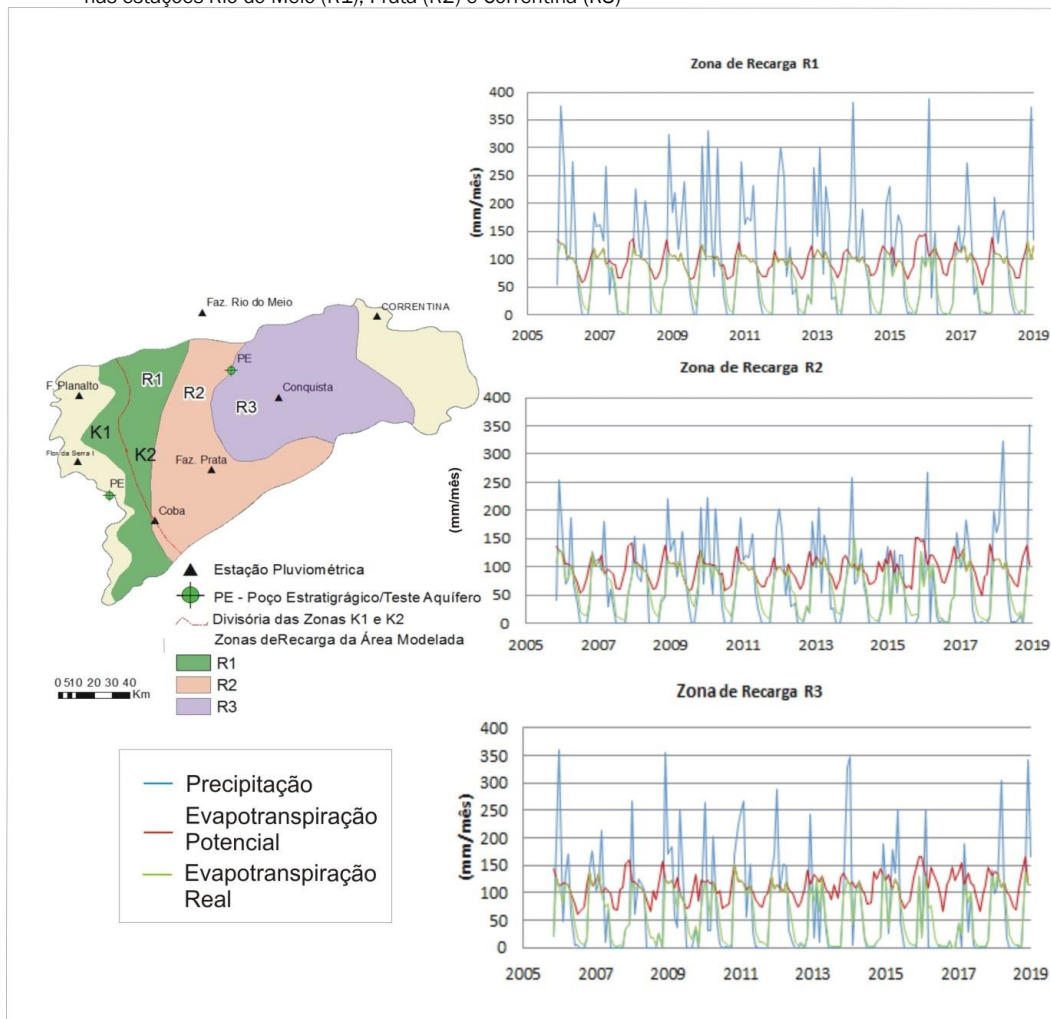 nas estações Rio do Meio (R1), Prata (R2) e Correntina (R3)
Zona de Recarga R1
(mm/mês)
400
350
300
250
200
150
100
50
0
2005 2007 2009 2011 2013 2015 2017 2019
Zona de Recarga R2
(mm/mês)
400
350
300
250
200
150
100
50
0
2005 2007 2009 2011 2013 2015 2017 2019
Zona de Recarga R3
(mm/mês)
400
350
300
250
200
150
100
50
0
2005 2007 2009 2011 2013 2015 2017 2019
Faz. Rio do Meio
CORRENTINA
PE
R1
F. Planalto
R2
Conquista
R3
K1
K2
Flor da Serra I
Faz. Prata
PE
Coba
Estação Pluviométrica
PE - Poço Estratigrágico/Teste Aquífero
Divisória das Zonas K1 e K2
Zonas deRecarga da Área Modelada
R1
R2
R3
0 510 20 30 40
Km
Precipitação
Evapotranspiração
Potencial
Evapotranspiração
Real